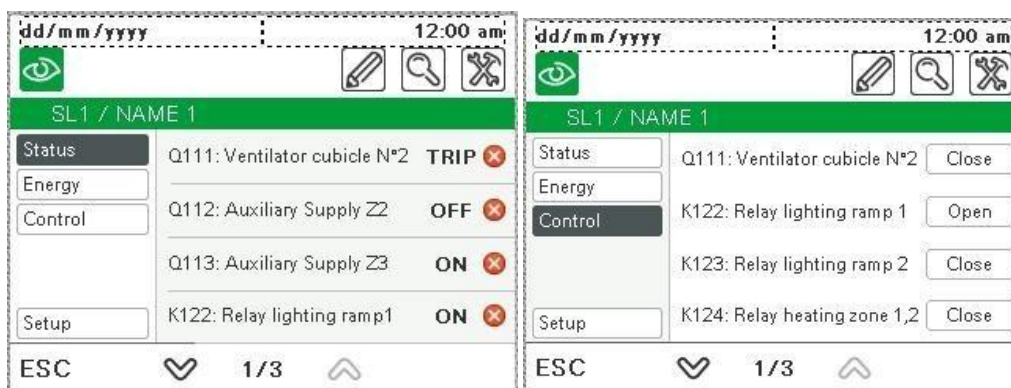 dd/mm/yyyy 12:00 am
SL1 / NAME 1
Status
Energy
Control
Setup
Q111: Ventilator cubicle N°2 TRIP
Q112: Auxiliary Supply Z2 OFF
Q113: Auxiliary Supply Z3 ON
K122: Relay lighting ramp1 ON
ESC 1/3
dd/mm/yyyy 12:00 am
SL1 / NAME 1
Status
Energy
Control
Setup
Q111: Ventilator cubicle N°2 Close
K122: Relay lighting ramp 1 Open
K123: Relay lighting ramp 2 Close
K124: Relay heating zone 1,2 Close
ESC 1/3